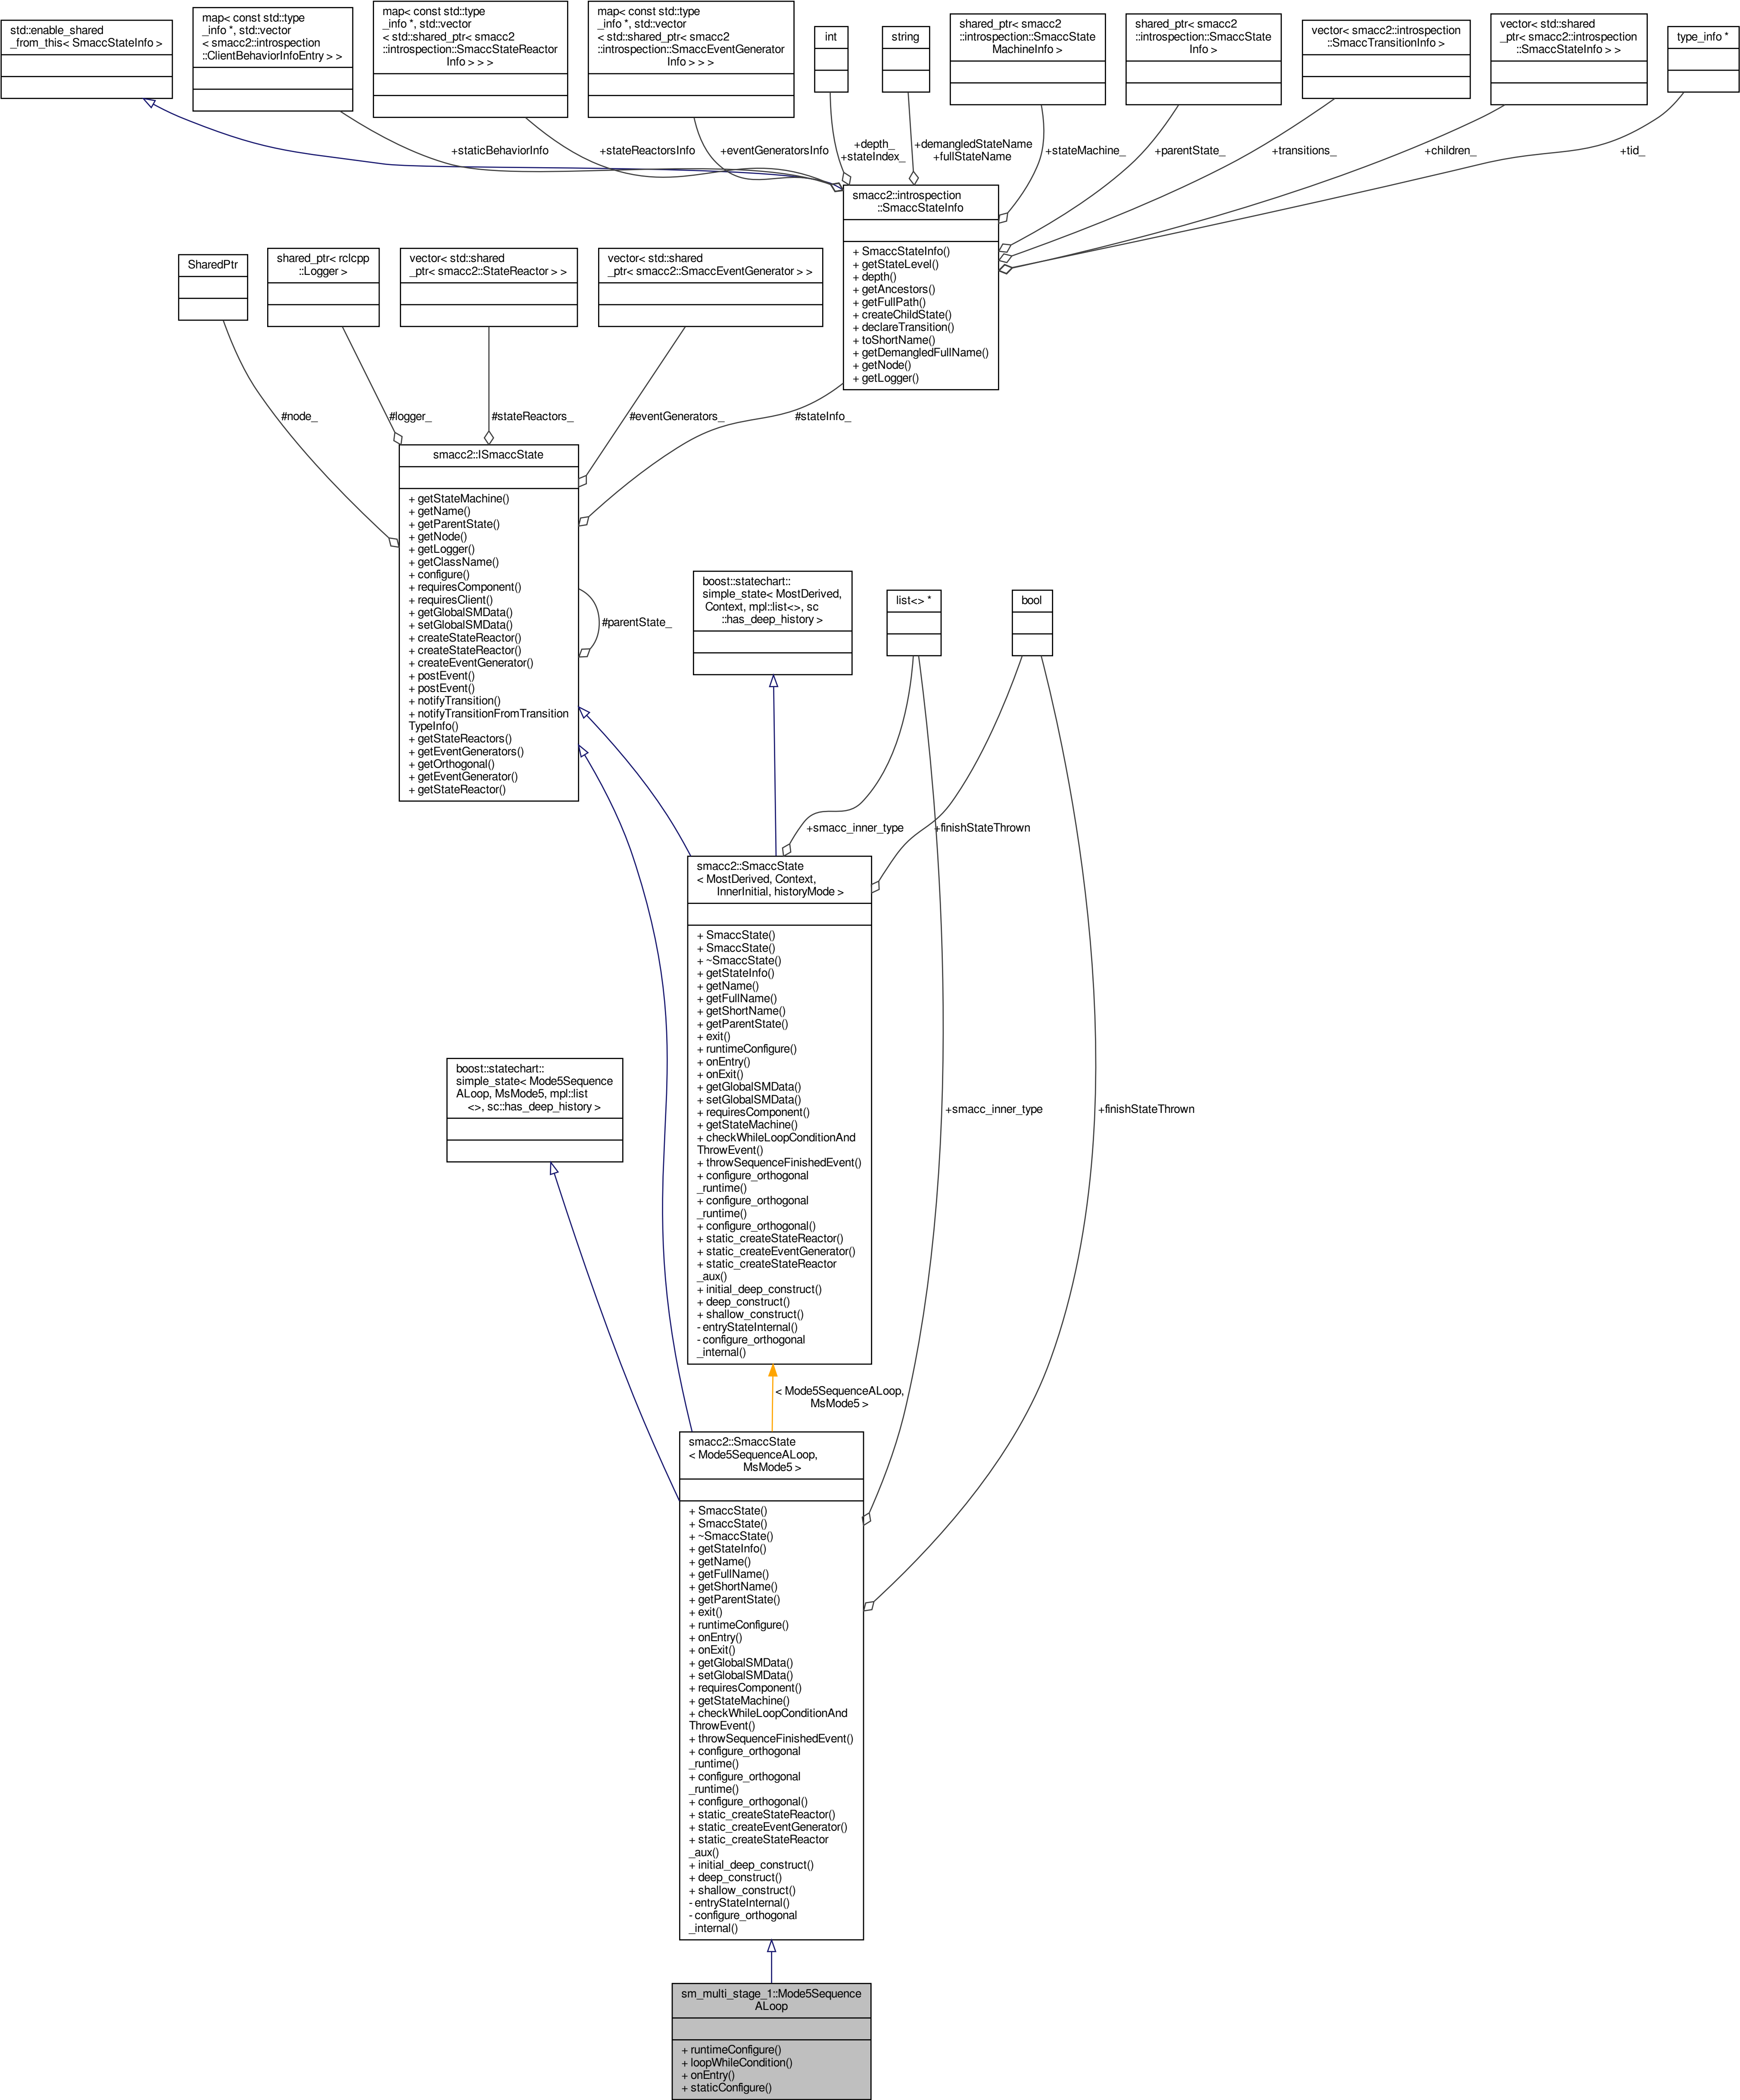 std::enable_shared
_from_this< SmaccStateInfo >
map< const std::type
_info *, std::vector
< smacc2::introspection
::ClientBehaviorInfoEntry > >
map< const std::type
_info *, std::vector
< std::shared_ptr< smacc2
::introspection::SmaccStateReactor
Info > > >
map< const std::type
_info *, std::vector
< std::shared_ptr< smacc2
::introspection::SmaccEventGenerator
Info > > >
int
string
shared_ptr< smacc2
::introspection::SmaccState
MachineInfo >
shared_ptr< smacc2
::introspection::SmaccState
Info >
vector< smacc2::introspection
::SmaccTransitionInfo >
vector< std::shared
_ptr< smacc2::introspection
::SmaccStateInfo > >
type_info *
+staticBehaviorInfo
+stateReactorsInfo
+eventGeneratorsInfo
+depth_
+stateIndex_
+demangledStateName
+fullStateName
+stateMachine_
+parentState_
+transitions_
+children_
+tid_
smacc2::introspection
::SmaccStateInfo
+ SmaccStateInfo()
+ getStateLevel()
+ depth()
+ getAncestors()
+ getFullPath()
+ createChildState()
+ declareTransition()
+ toShortName()
+ getDemangledFullName()
+ getNode()
+ getLogger()
SharedPtr
shared_ptr< rclcpp
::Logger >
vector< std::shared
_ptr< smacc2::StateReactor > >
vector< std::shared
_ptr< smacc2::SmaccEventGenerator > >
#node_
#logger_
#stateReactors_
#eventGenerators_
#stateInfo_
smacc2::ISmaccState
+ getStateMachine()
+ getName()
+ getParentState()
+ getNode()
+ getLogger()
+ getClassName()
+ configure()
+ requiresComponent()
+ requiresClient()
+ getGlobalSMData()
+ setGlobalSMData()
+ createStateReactor()
+ createStateReactor()
+ createEventGenerator()
+ postEvent()
+ postEvent()
+ notifyTransition()
+ notifyTransitionFromTransition
TypeInfo()
+ getStateReactors()
+ getEventGenerators()
+ getOrthogonal()
+ getEventGenerator()
+ getStateReactor()
#parentState_
boost::statechart::
simple_state< MostDerived,
Context, mpl::list<>, sc
::has_deep_history >
list<> *
bool
+smacc_inner_type
+finishStateThrown
smacc2::SmaccState
< MostDerived, Context,
InnerInitial, historyMode >
+ SmaccState()
+ SmaccState()
+ ~SmaccState()
+ getStateInfo()
+ getName()
+ getFullName()
+ getShortName()
+ getParentState()
+ exit()
+ runtimeConfigure()
+ onEntry()
+ onExit()
+ getGlobalSMData()
+ setGlobalSMData()
+ requiresComponent()
+ getStateMachine()
+ checkWhileLoopConditionAnd
ThrowEvent()
+ throwSequenceFinishedEvent()
+ configure_orthogonal
_runtime()
+ configure_orthogonal
_runtime()
+ configure_orthogonal()
+ static_createStateReactor()
+ static_createEventGenerator()
+ static_createStateReactor
_aux()
+ initial_deep_construct()
+ deep_construct()
+ shallow_construct()
- entryStateInternal()
- configure_orthogonal
_internal()
boost::statechart::
simple_state< Mode5Sequence
ALoop, MsMode5, mpl::list
<>, sc::has_deep_history >
+smacc_inner_type
+finishStateThrown
< Mode5SequenceALoop,
MsMode5 >
smacc2::SmaccState
< Mode5SequenceALoop,
MsMode5 >
+ SmaccState()
+ SmaccState()
+ ~SmaccState()
+ getStateInfo()
+ getName()
+ getFullName()
+ getShortName()
+ getParentState()
+ exit()
+ runtimeConfigure()
+ onEntry()
+ onExit()
+ getGlobalSMData()
+ setGlobalSMData()
+ requiresComponent()
+ getStateMachine()
+ checkWhileLoopConditionAnd
ThrowEvent()
+ throwSequenceFinishedEvent()
+ configure_orthogonal
_runtime()
+ configure_orthogonal
_runtime()
+ configure_orthogonal()
+ static_createStateReactor()
+ static_createEventGenerator()
+ static_createStateReactor
_aux()
+ initial_deep_construct()
+ deep_construct()
+ shallow_construct()
- entryStateInternal()
- configure_orthogonal
_internal()
sm_multi_stage_1::Mode5Sequence
ALoop
+ runtimeConfigure()
+ loopWhileCondition()
+ onEntry()
+ staticConfigure()